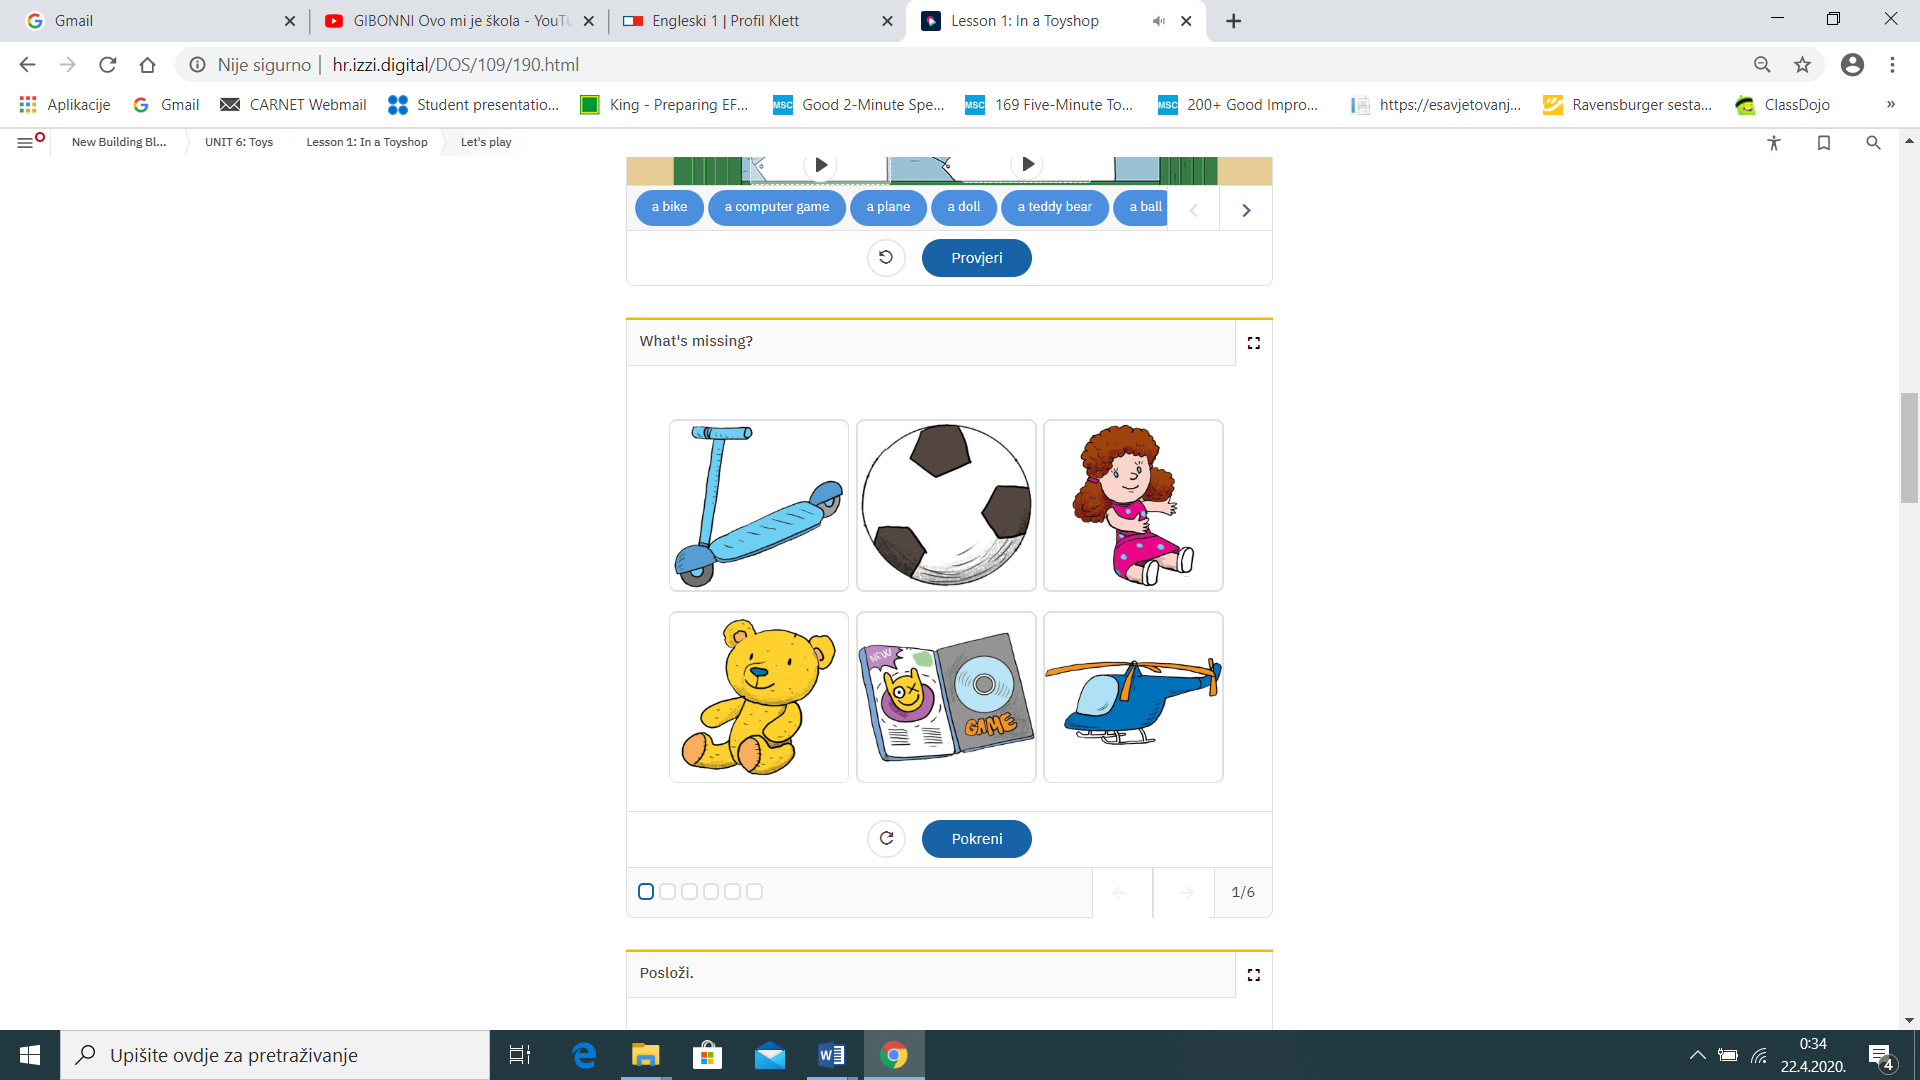 Gmail
GIBONNI Ovo mi je škola - YouTu
Engleski 1 | Profil Klett
Lesson 1: In a Toyshop
Nije sigurno | hr.izzi.digital/DOS/109/190.html
Aplikacije
Gmail
CARNET Webmail
Student presentatio...
King - Preparing EF...
MSC Good 2-Minute Spe...
MSC 169 Five-Minute To...
MSC 200+ Good Impro...
https://esavjetovanj...
Ravensburger sesta...
ClassDojo
»
New Building Bl...
UNIT 6: Toys
Lesson 1: In a Toyshop
Let's play
a bike
a computer game
a plane
a doll
a teddy bear
a ball
Provjeri
What's missing?
NEW
GAME
Pokreni
1/6
Posloži.
Upišite ovdje za pretraživanje
0:34
22.4.2020.
4